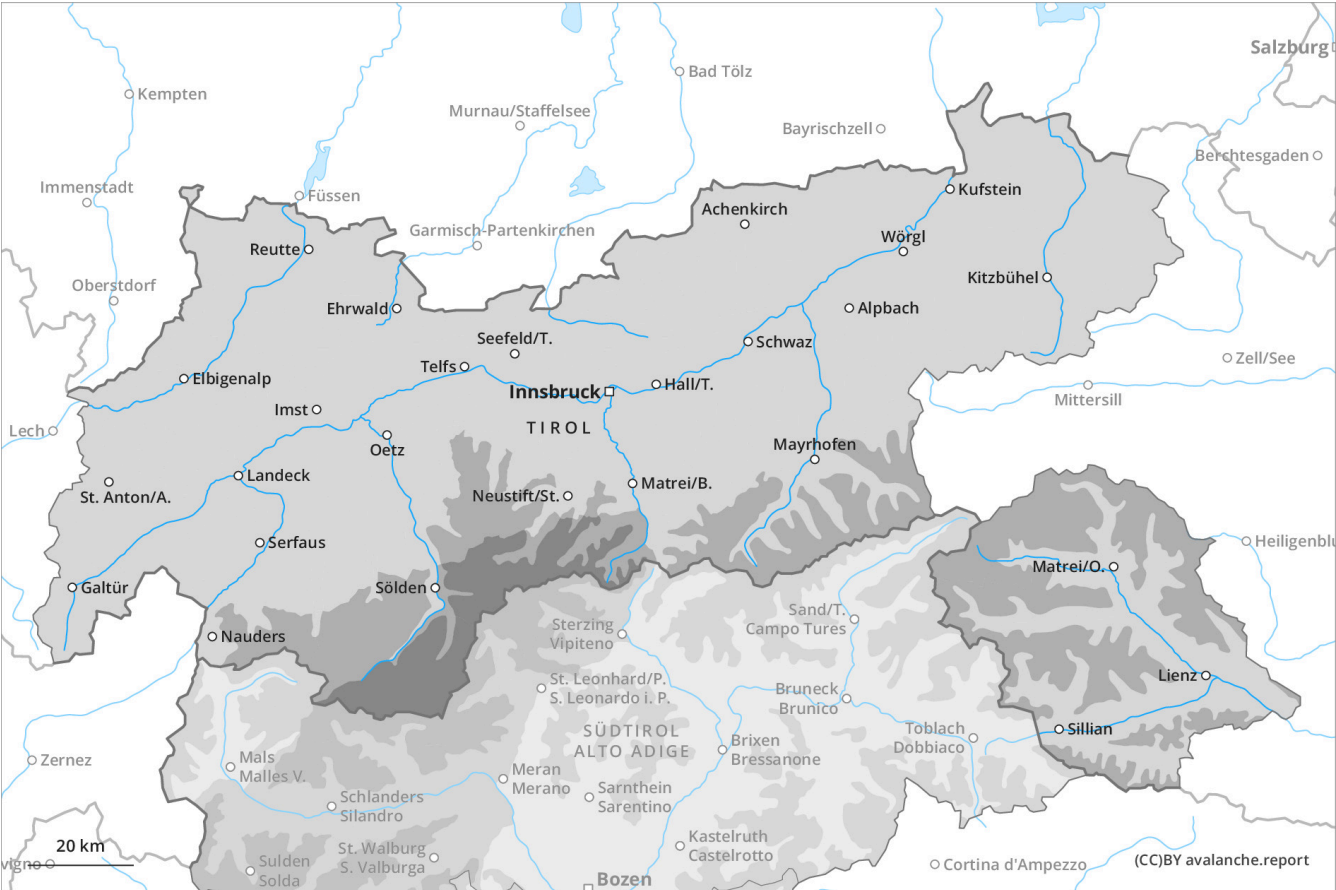 Salzburg
Bad Tölz
Kempten
Murnau/Staffelsee
Bayrischzell
Berchtesgaden
Immenstadt
Füssen
Kufstein
Achenkirch
Garmisch-Partenkirchen
Wörgl
Reutte
Kitzbühel
Oberstdorf
Ehrwald
Alpbach
Seefeld/T.
Schwaz
Zell/See
Telfs
Elbigenalp
Innsbruck
Hall/T.
Mittersill
Imst
TIROL
Lech
Oetz
Mayrhofen
Landeck
Matrei/B.
St. Anton/A.
Neustift/St.
Serfaus
Heiligenblu
Matrei/O.
Galtür
Sölden
Sand/T.
Campo Tures
Sterzing
Vipiteno
Nauders
St. Leonhard/P.
S. Leonardo i. P.
Lienz
Bruneck
Brunico
SÜDTIROL
ALTO ADIGE
Toblach
Dobbiaco
Sillian
Brixen
Bressanone
Zernez
Mals
Malles V.
Meran
Merano
Sarnthein
Sarentino
Schlanders
Silandro
Kastelruth
Castelrotto
20 km
St. Walburg
S. Valburga
vigno
Sulden
Solda
Cortina d'Ampezzo
(CC)BY avalanche.report
Bozen